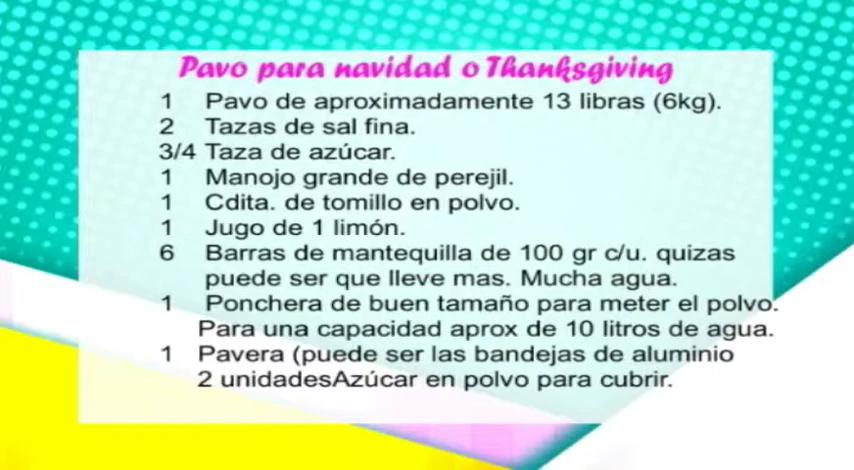 Pavo para navidad o Thanksgiving
1 Pavo de aproximadamente 13 libras (6kg).
2 Tazas de sal fina.
3/4 Taza de azúcar.
1 Manojo grande de perejil.
1 Cdita. de tomillo en polvo.
1 Jugo de 1 limón.
6 Barras de mantequilla de 100 gr c/u. quizas
puede ser que lleve mas. Mucha agua.
1 Ponchera de buen tamaño para meter el polvo.
Para una capacidad aprox de 10 litros de agua.
1 Pavera (puede ser las bandejas de aluminio
2 unidadesAzúcar en polvo para cubrir.